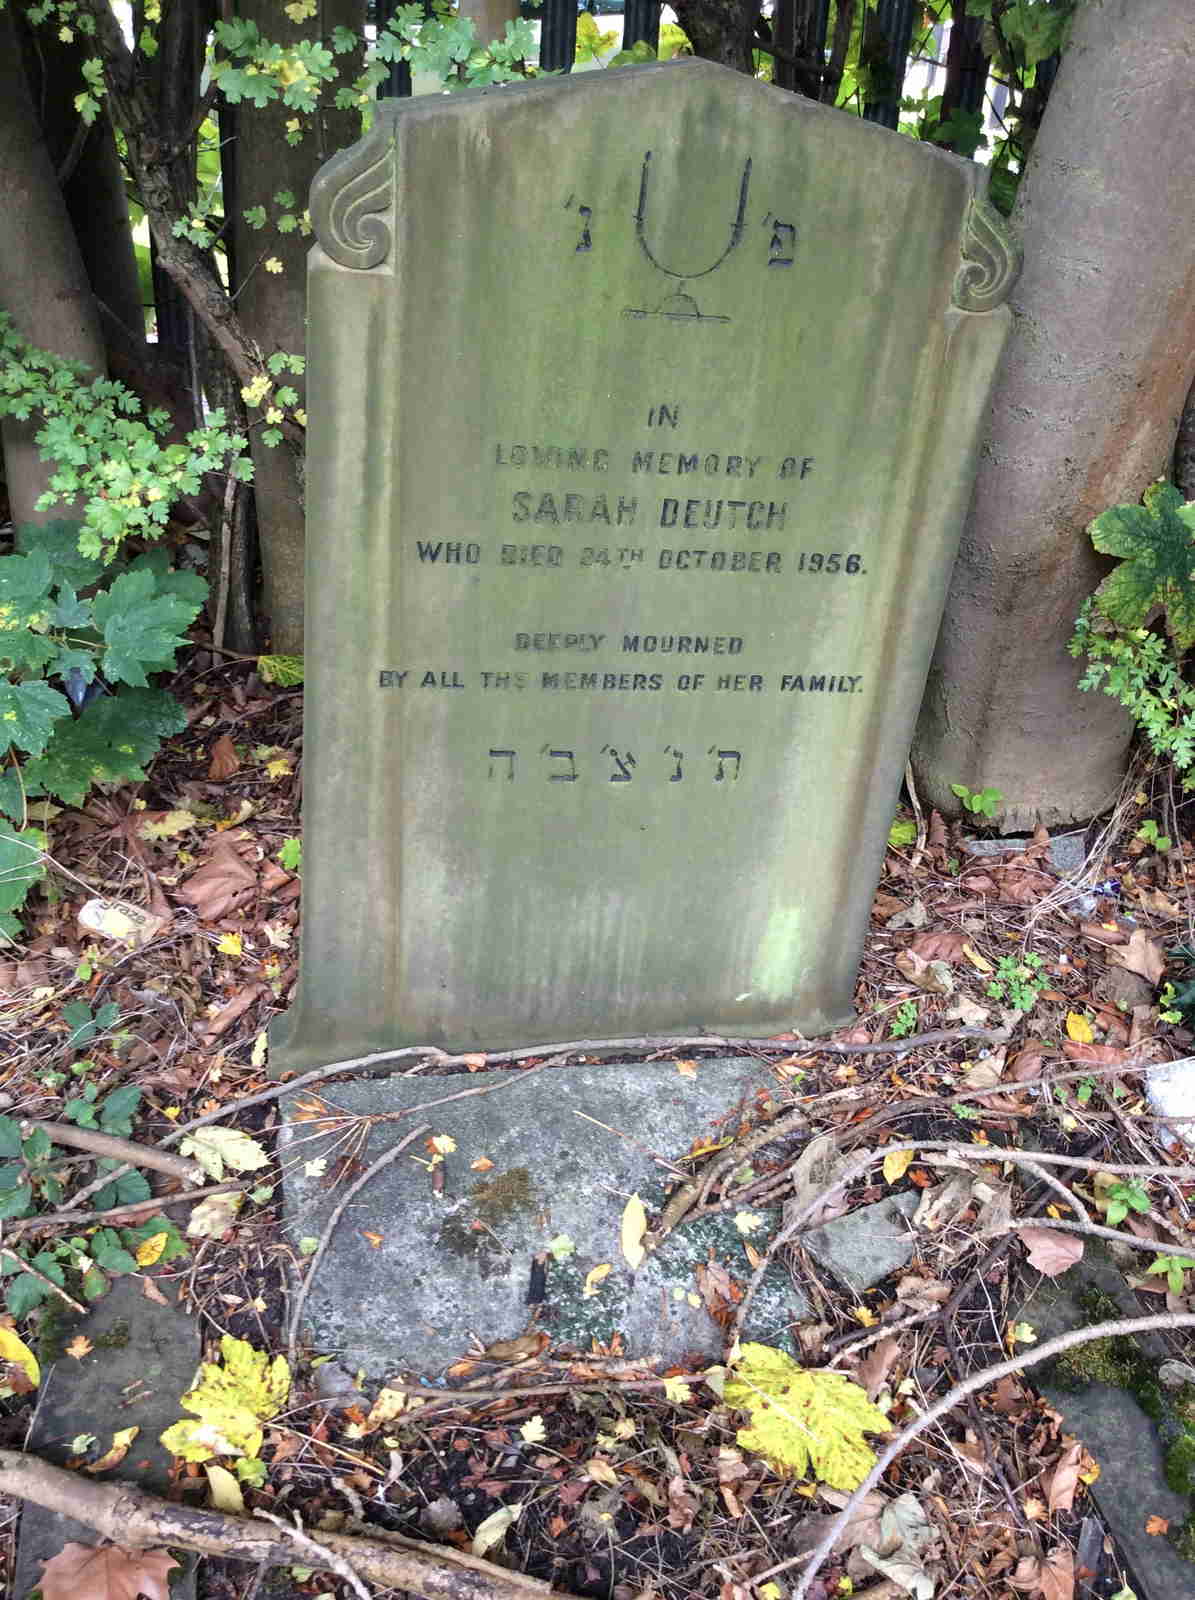 פ' נ'
IN
LOVING MEMORY OF
SARAH DEUTCH
WHO DIED 24TH OCTOBER 1956.
DEEPLY MOURNED
BY ALL THE MEMBERS OF HER FAMILY.
ת' נ' צ' ב' ה